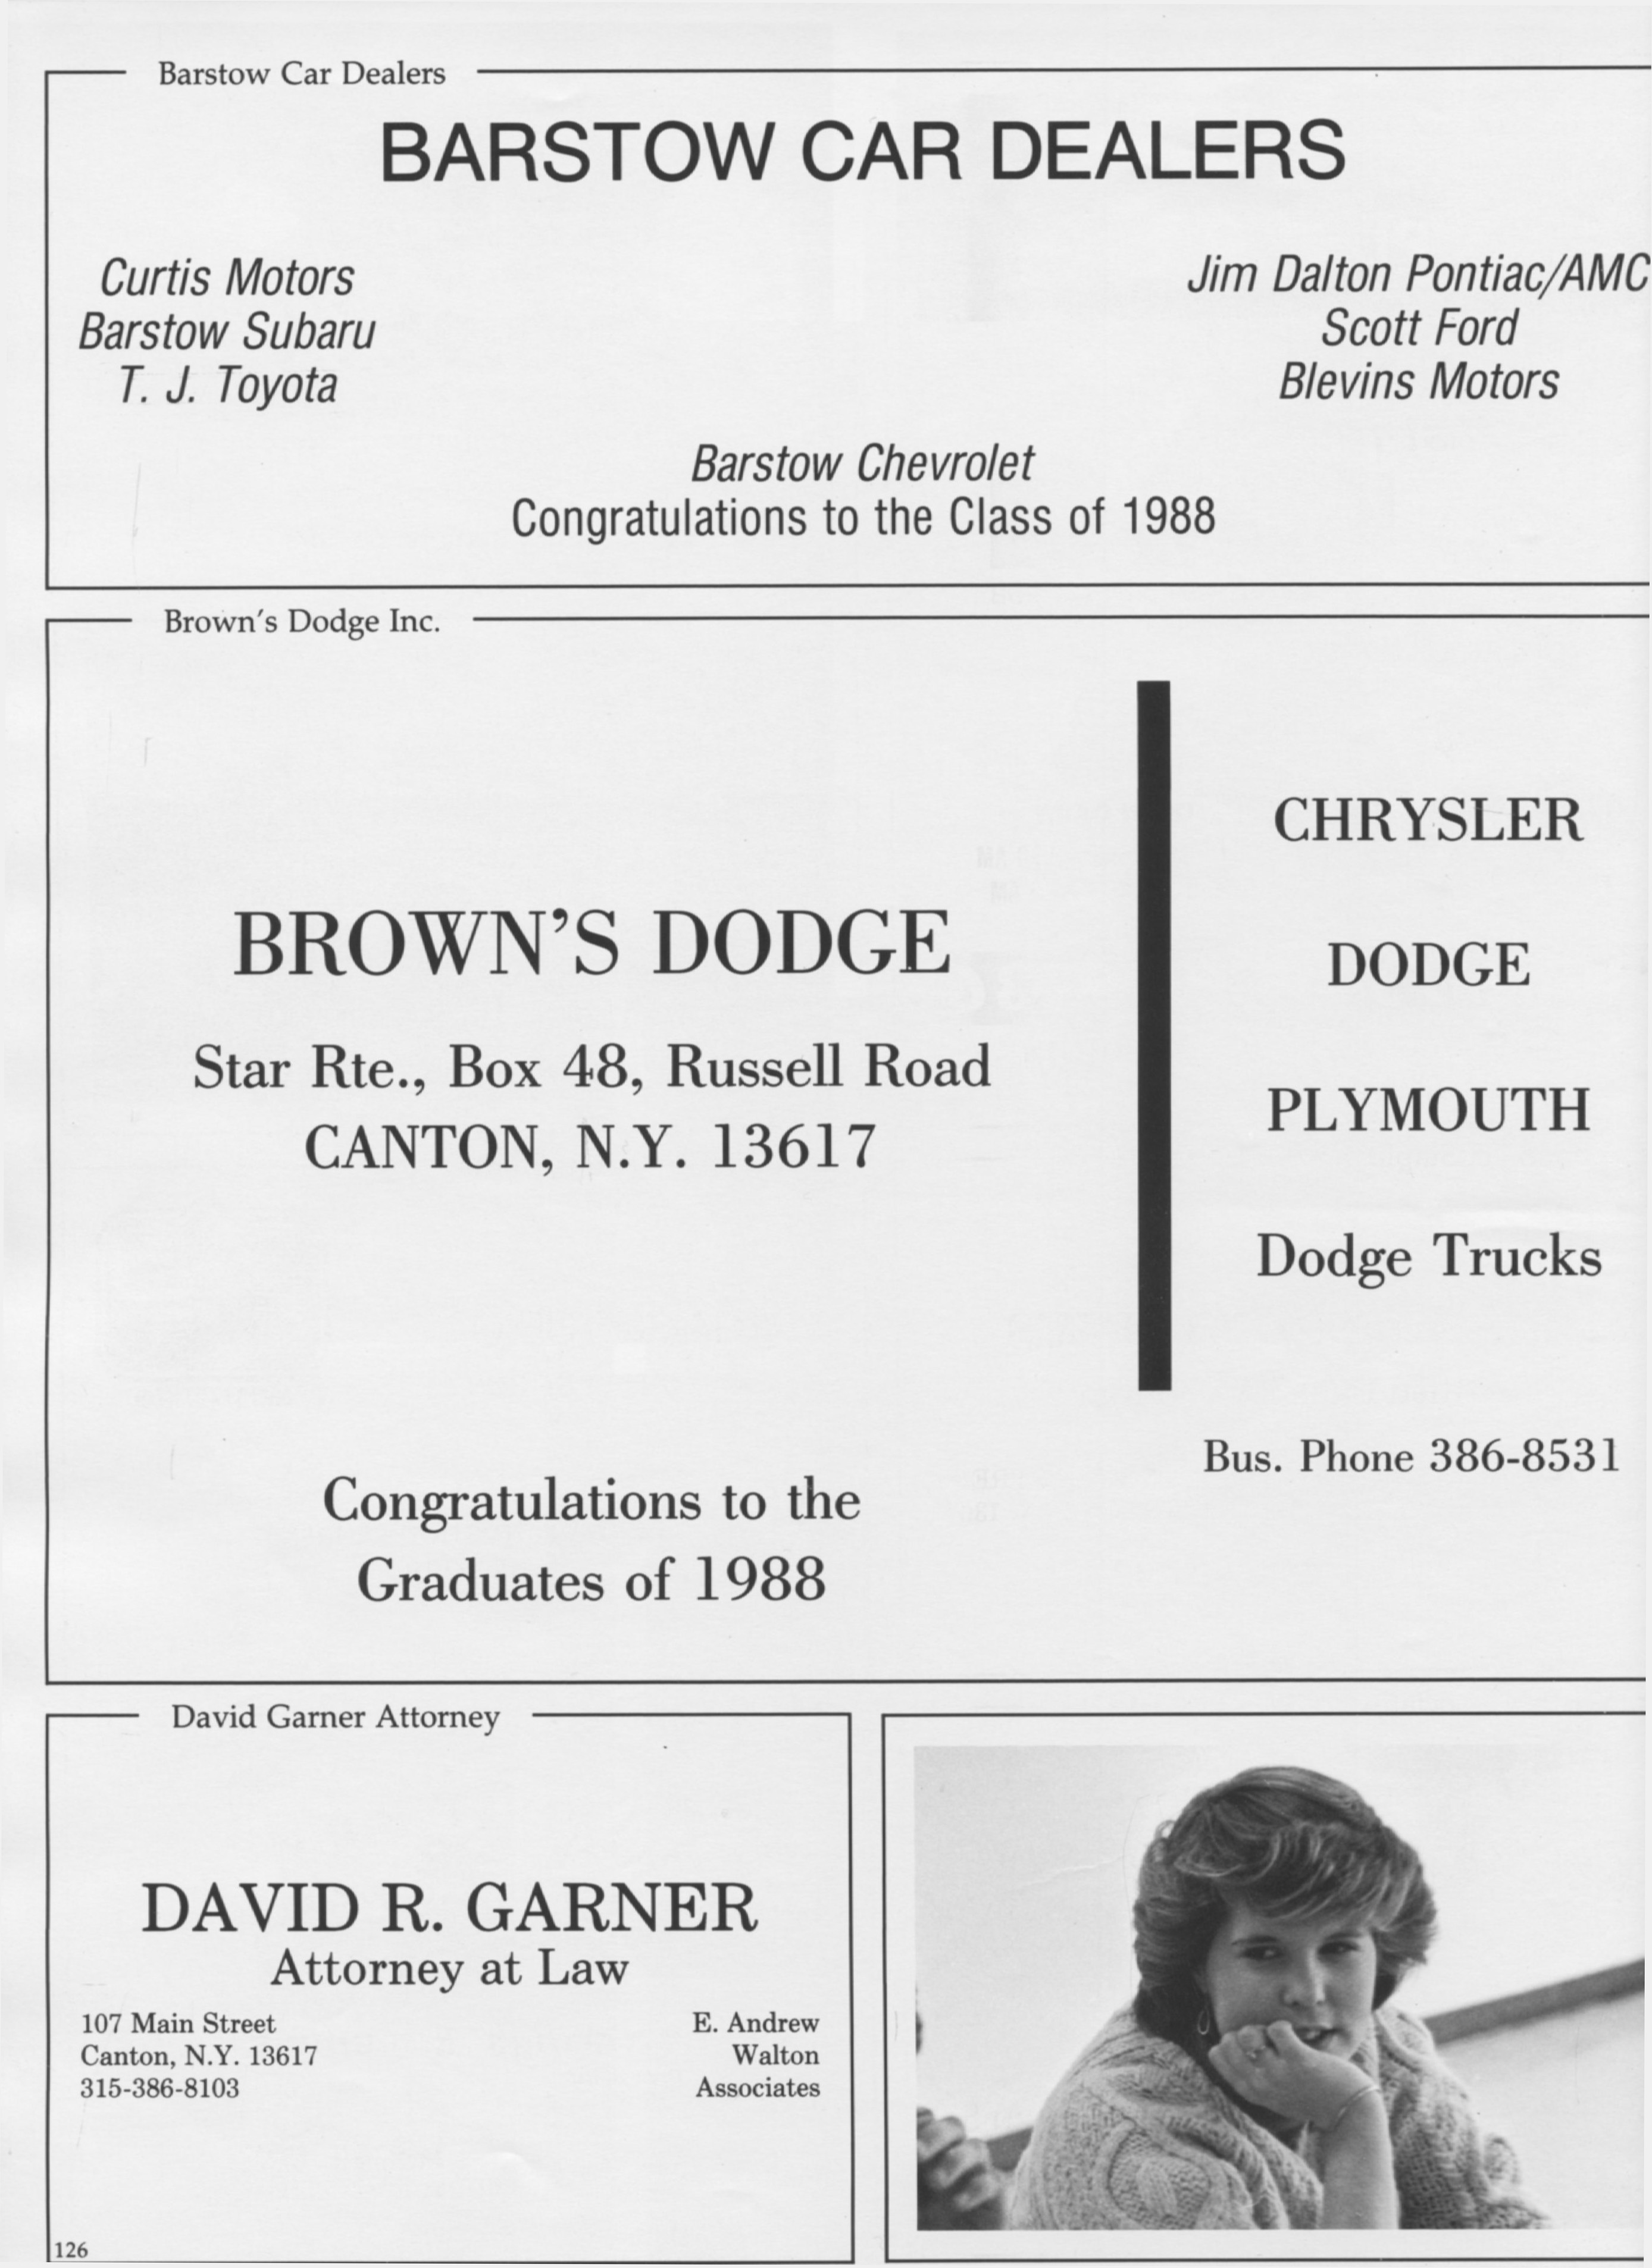 Barstow Car Dealers
BARSTOW CAR DEALERS
Curtis Motors
Barstow Subaru
T. J. Toyota
Jim Dalton Pontiac/AMC
Scott Ford
Blevins Motors
Barstow Chevrolet
Congratulations to the Class of 1988
Brown's Dodge Inc.
BROWN'S DODGE
Star Rte., Box 48, Russell Road
CANTON, N.Y. 13617
Congratulations to the
Graduates of 1988
CHRYSLER
DODGE
PLYMOUTH
Dodge Trucks
Bus. Phone 386-8531
David Garner Attorney
DAVID R. GARNER
Attorney at Law
107 Main Street
Canton, N.Y. 13617
315-386-8103
E. Andrew
Walton
Associates
126